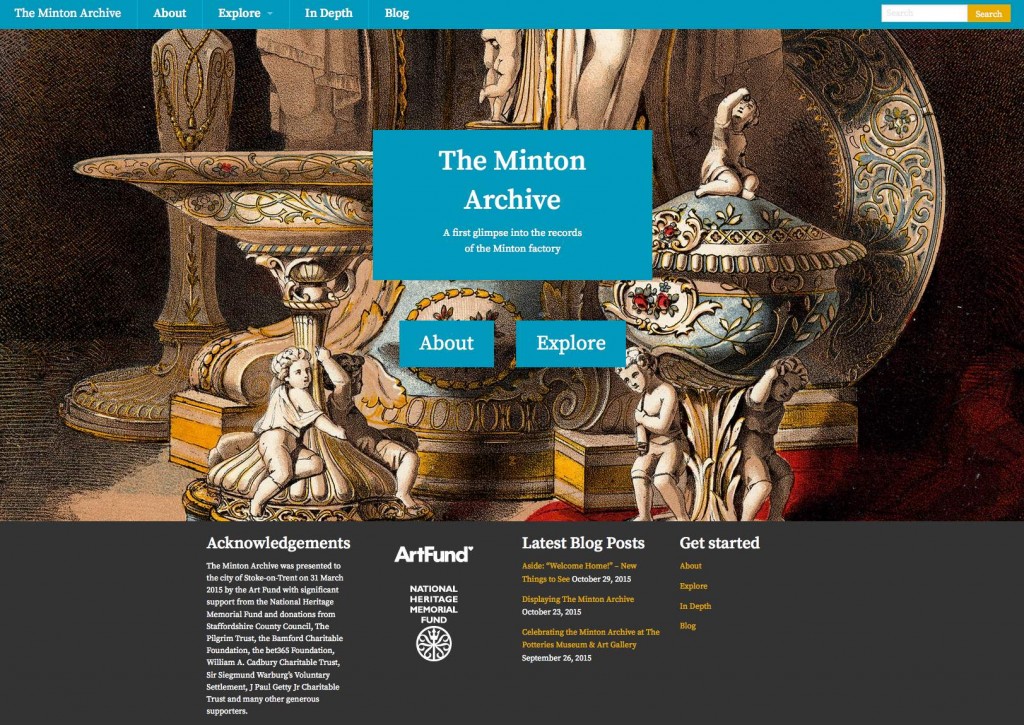 The Minton Archive
About
Explore
In Depth
Blog
Search
Search
The Minton
Archive
A first glimpse into the records
of the Minton factory
About
Explore
Acknowledgements
The Minton Archive was presented to
the city of Stoke-on-Trent on 31 March
2015 by the Art Fund with significant
support from the National Heritage
Memorial Fund and donations from
Staffordshire County Council, The
Pilgrim Trust, the Bamford Charitable
Foundation, the bet365 Foundation,
William A. Cadbury Charitable Trust,
Sir Siegmund Warburg's Voluntary
Settlement, J Paul Getty Jr Charitable
Trust and many other generous
supporters.
ArtFund
NATIONAL
HERITAGE
MEMORIAL
FUND
Latest Blog Posts
Aside: “Welcome Home!” – New
Things to See October 29, 2015
Displaying The Minton Archive
October 23, 2015
Celebrating the Minton Archive at The
Potteries Museum & Art Gallery
September 26, 2015
Get started
About
Explore
In Depth
Blog